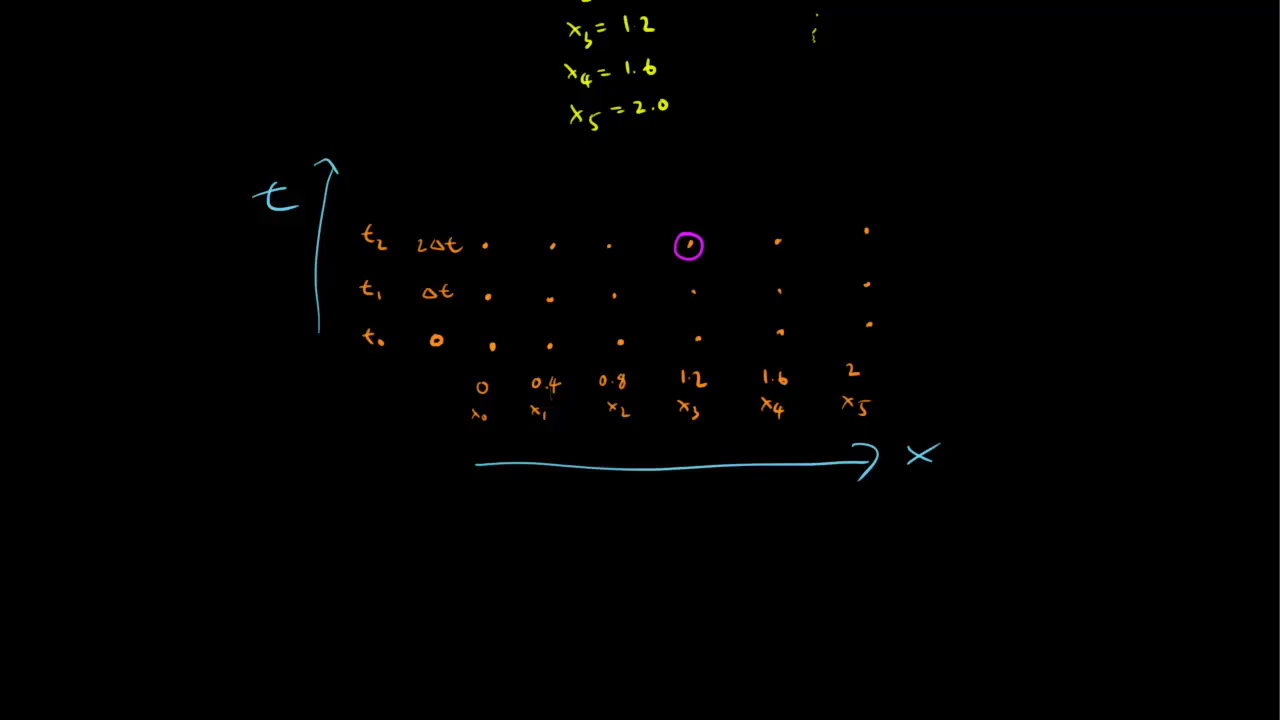 x₃ = 1.2
x₄ = 1.6
x₅ = 2.0
t
t₂ 2Δt
t₁ Δt
t₀ 0
0 0.4 0.8 1.2 1.6 2
x₀ x₁ x₂ x₃ x₄ x₅
x